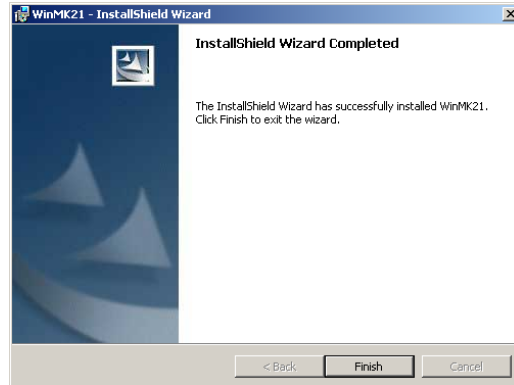 WinMK21 - InstallShield Wizard
InstallShield Wizard Completed
The InstallShield Wizard has successfully installed WinMK21.
Click Finish to exit the wizard.
< Back
Finish
Cancel